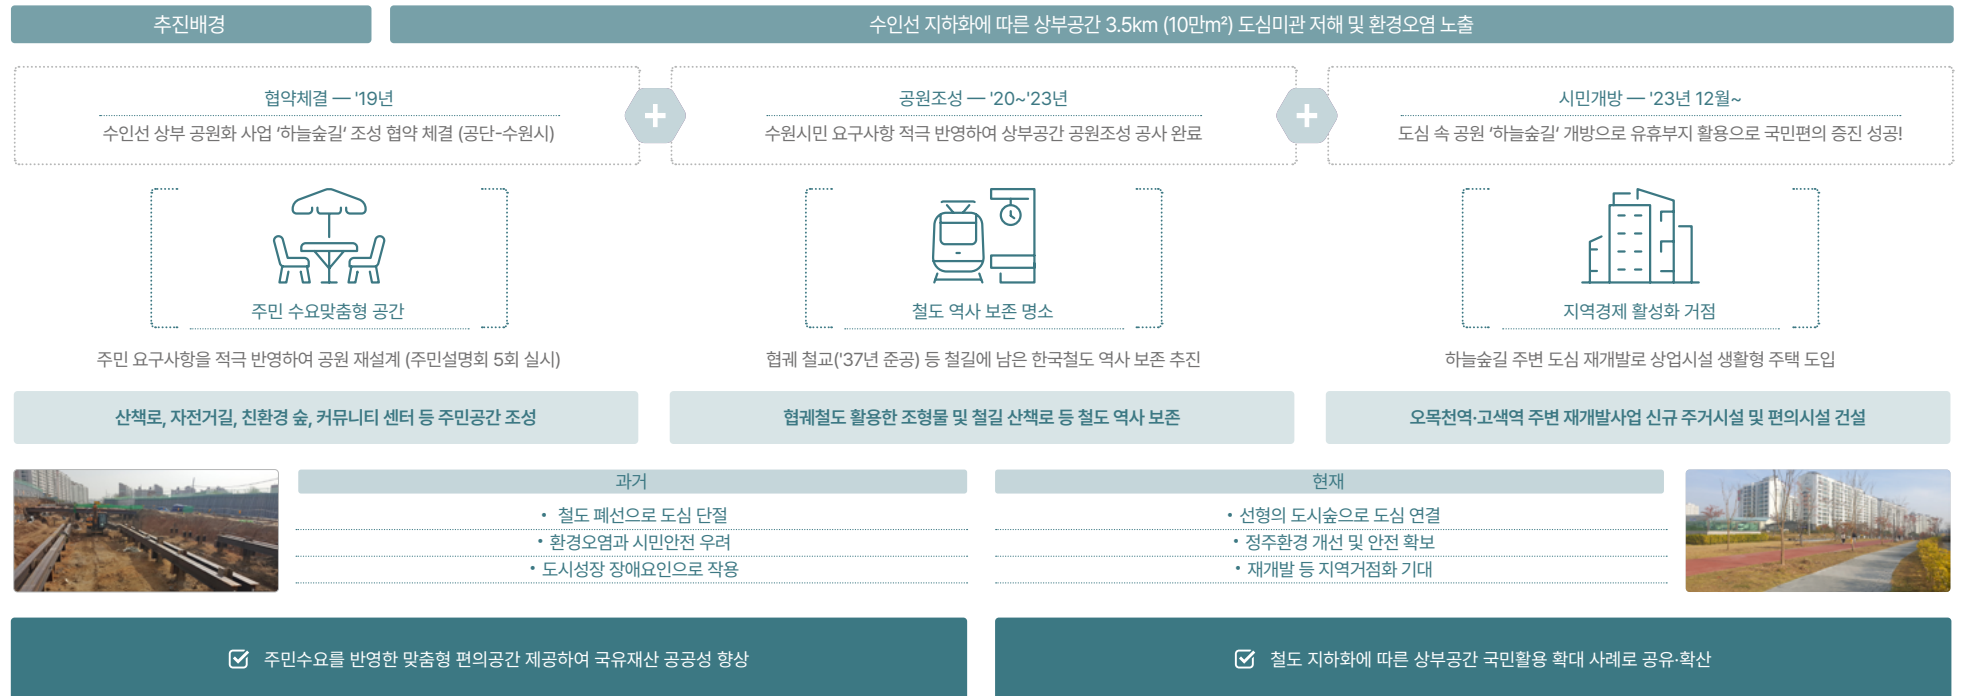 추진배경
수인선 지하화에 따른 상부공간 3.5km (10만m²) 도심미관 저해 및 환경오염 노출
협약체결 — '19년
수인선 상부 공원화 사업 '하늘숲길' 조성 협약 체결 (공단-수원시)
공원조성 — '20~'23년
수원시민 요구사항 적극 반영하여 상부공간 공원조성 공사 완료
시민개방 — '23년 12월~
도심 속 공원 '하늘숲길' 개방으로 유휴부지 활용으로 국민편의 증진 성공!
주민 수요맞춤형 공간
철도 역사 보존 명소
지역경제 활성화 거점
주민 요구사항을 적극 반영하여 공원 재설계 (주민설명회 5회 실시)
협궤 철교('37년 준공) 등 철길에 남은 한국철도 역사 보존 추진
하늘숲길 주변 도심 재개발로 상업시설 생활형 주택 도입
산책로, 자전거길, 친환경 숲, 커뮤니티 센터 등 주민공간 조성
협궤철도 활용한 조형물 및 철길 산책로 등 철도 역사 보존
오목천역·고색역 주변 재개발사업 신규 주거시설 및 편의시설 건설
과거
• 철도 폐선으로 도심 단절
• 환경오염과 시민안전 우려
• 도시성장 장애요인으로 작용
현재
• 선형의 도시숲으로 도심 연결
• 정주환경 개선 및 안전 확보
• 재개발 등 지역거점화 기대
주민수요를 반영한 맞춤형 편의공간 제공하여 국유재산 공공성 향상
철도 지하화에 따른 상부공간 국민활용 확대 사례로 공유·확산